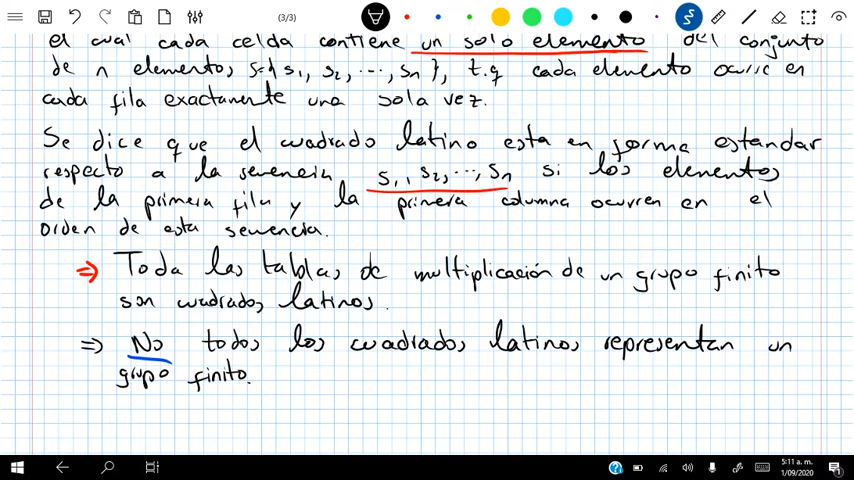 (3/3)
el cual cada celda contiene un solo elemento del conjunto
de n elementos, S={s1, s2, ..., sn}, t.q cada elemento ocurre en
cada fila exactamente una sola vez.
Se dice que el cuadrado latino esta en forma estandar
respecto a la secuencia s1, s2, ..., sn si los elementos
de la primera fila y la primera columna ocurren en el
orden de esta secuencia.
⇒ Toda las tablas de multiplicación de un grupo finito
son cuadrados latinos.
⇒ No todos los cuadrados latinos representan un
grupo finito.
5:11 a. m.
1/09/2020